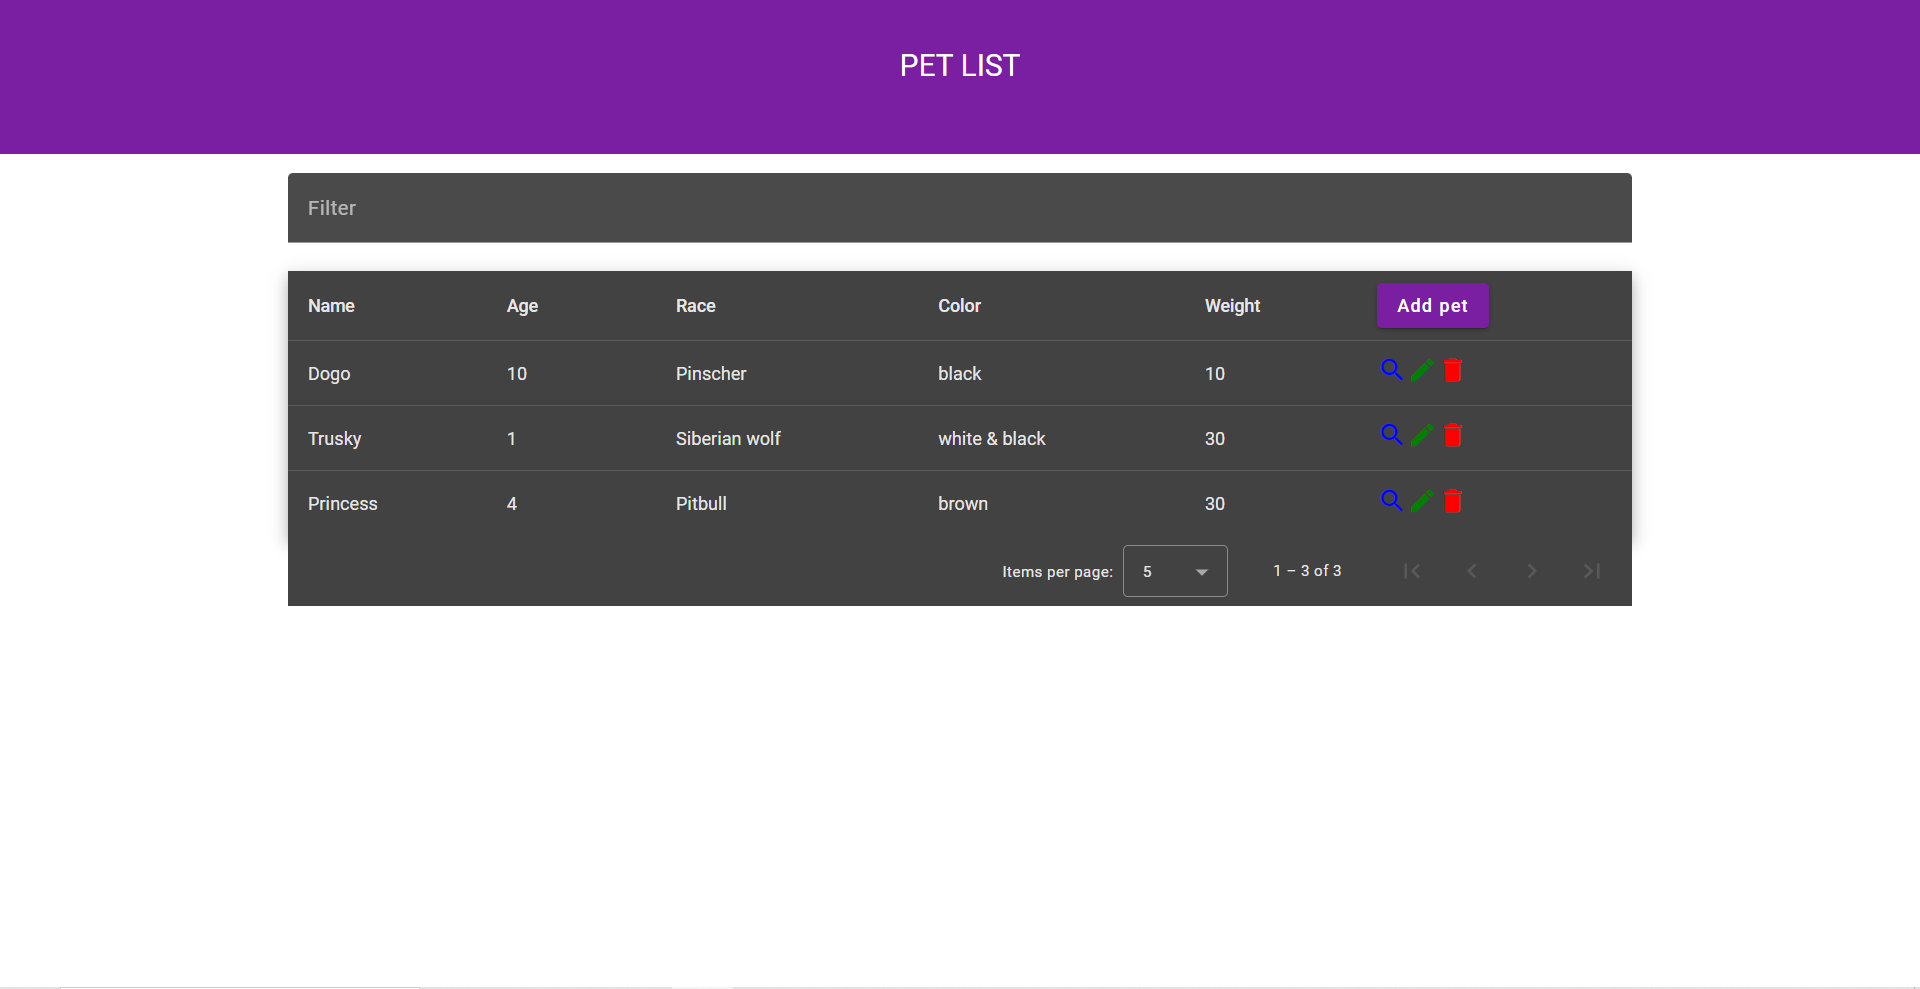 PET LIST
Filter
Name Age Race Color Weight Add pet
Dogo 10 Pinscher black 10
Trusky 1 Siberian wolf white & black 30
Princess 4 Pitbull brown 30
Items per page: 5 1 – 3 of 3